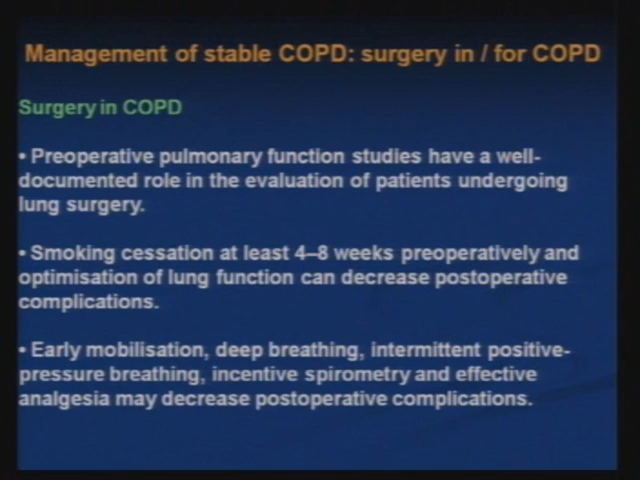 Management of stable COPD: surgery in / for COPD
Surgery in COPD
• Preoperative pulmonary function studies have a well-
documented role in the evaluation of patients undergoing
lung surgery.
• Smoking cessation at least 4–8 weeks preoperatively and
optimisation of lung function can decrease postoperative
complications.
• Early mobilisation, deep breathing, intermittent positive-
pressure breathing, incentive spirometry and effective
analgesia may decrease postoperative complications.